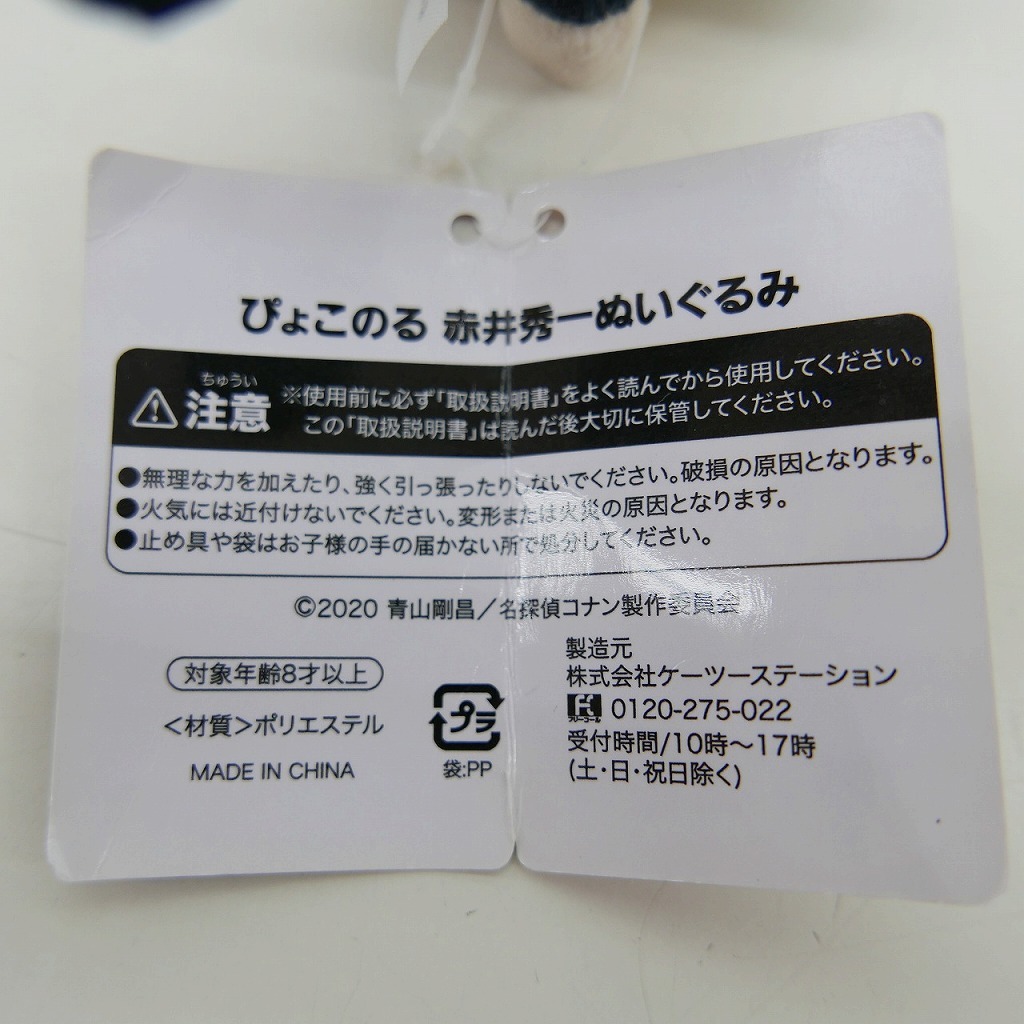 ぴょこのる 赤井秀一ぬいぐるみ
ちゅうい
注意
※使用前に必ず「取扱説明書」をよく読んでから使用してください。
この「取扱説明書」は読んだ後大切に保管してください。
●無理な力を加えたり、強く引っ張ったりしないでください。破損の原因となります。
●火気には近付けないでください。変形または火災の原因となります。
●止め具や袋はお子様の手の届かない所で処分してください。
©2020 青山剛昌／名探偵コナン製作委員会
対象年齢8才以上
<材質>ポリエステル
MADE IN CHINA
プラ
袋:PP
製造元
株式会社ケーツーステーション
フリーコール 0120-275-022
受付時間/10時～17時
(土・日・祝日除く)